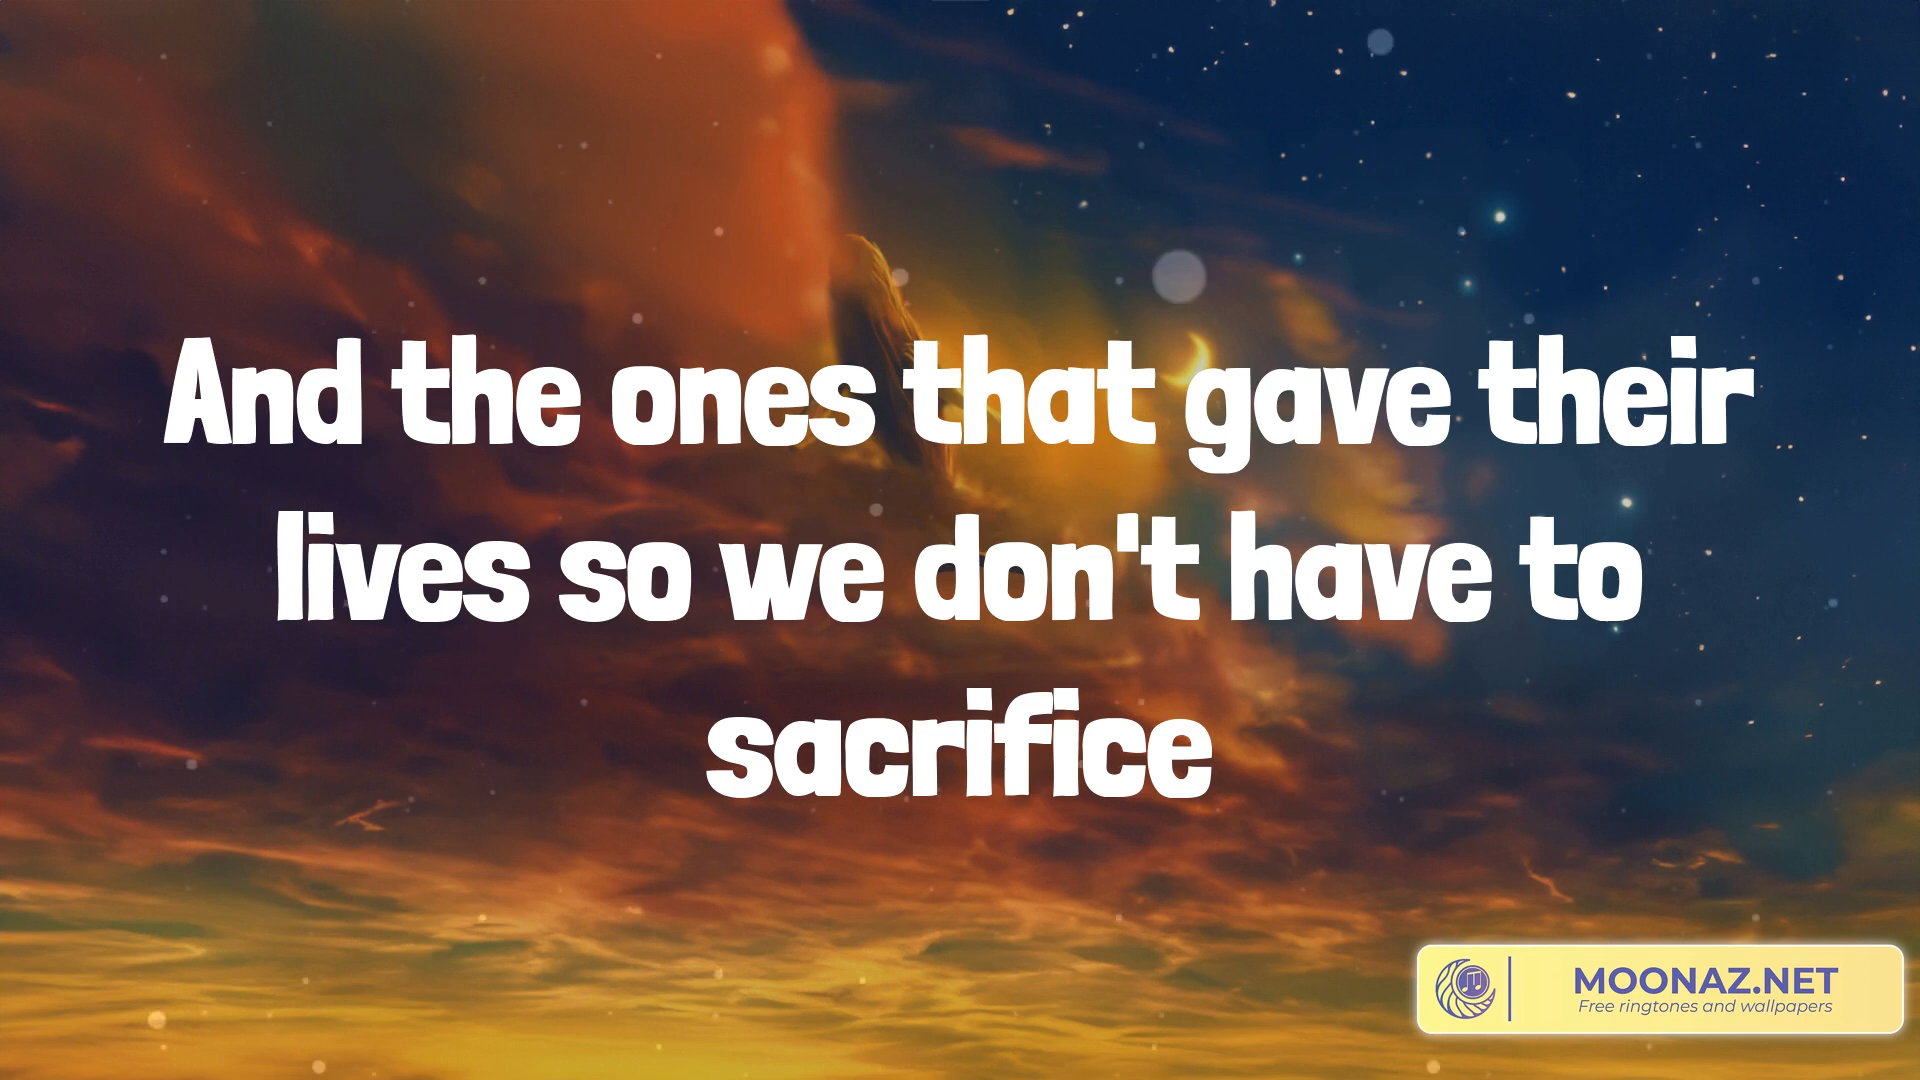 And the ones that gave their
lives so we don't have to
sacrifice
MOONAZ.NET
Free ringtones and wallpapers